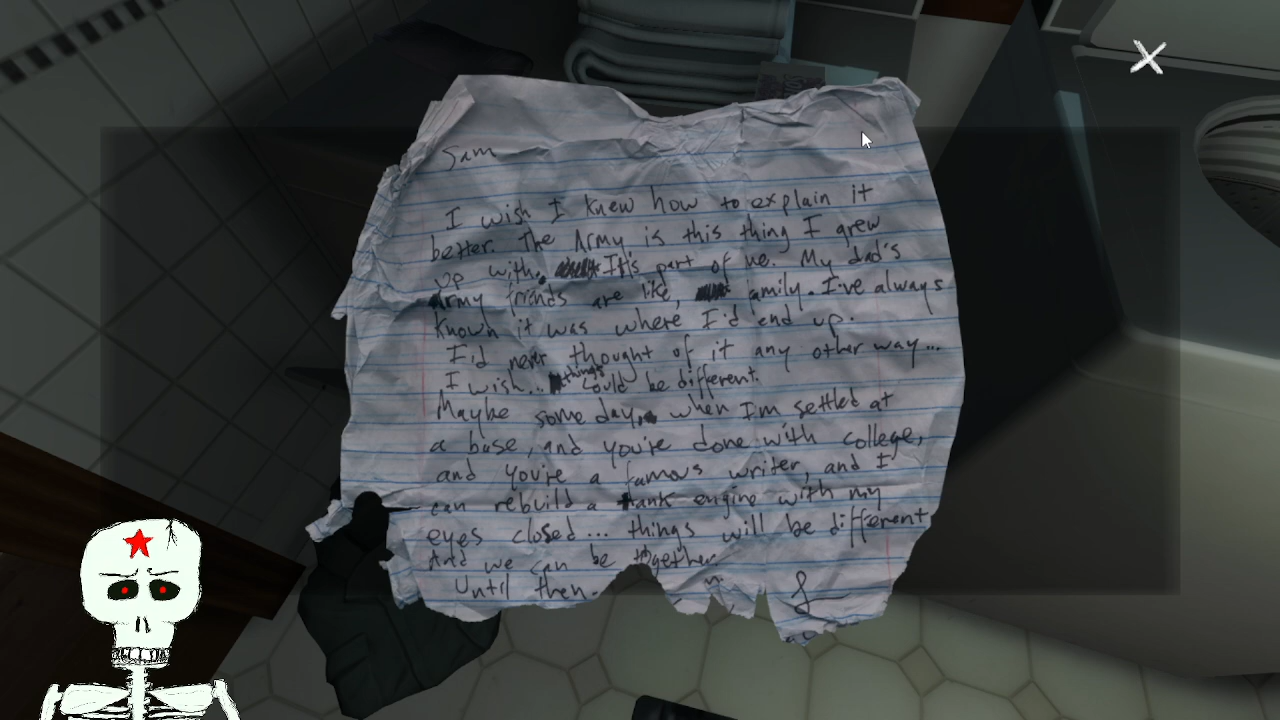 Sam
I wish I knew how to explain it
better. The Army is this thing I grew
up with. It's part of me. My dad's
Army friends are like, family. I've always
known it was where I'd end up.
I'd never thought of it any other way...
I wish... things could be different.
Maybe some day, when I'm settled at
a base, and you're done with college,
and you're a famous writer, and I
can rebuild a tank engine with my
eyes closed... things will be different
And we can be together.
Until then.